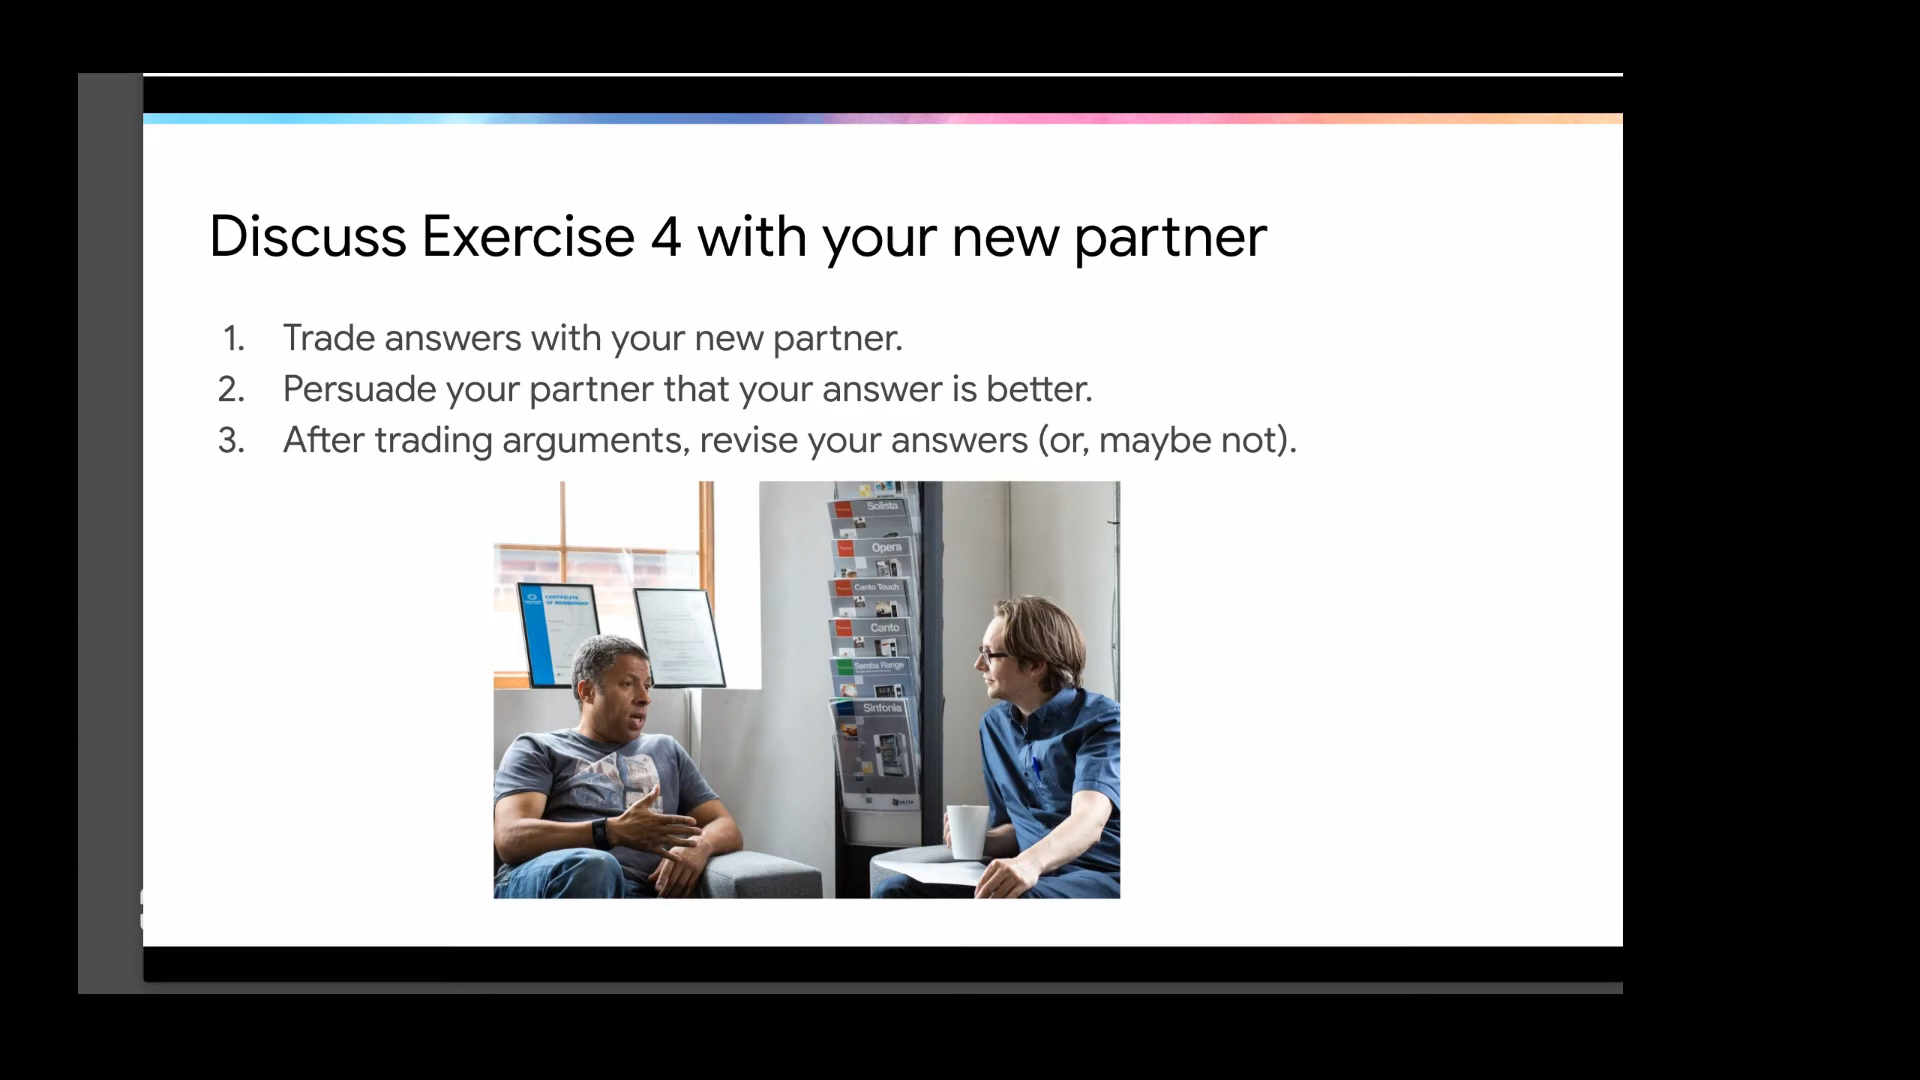 Discuss Exercise 4 with your new partner
1. Trade answers with your new partner.
2. Persuade your partner that your answer is better.
3. After trading arguments, revise your answers (or, maybe not).
CERTIFICATE
OF MEMBERSHIP
Solista
Opera
Canto Touch
Canto
Samba Range
Sinfonia